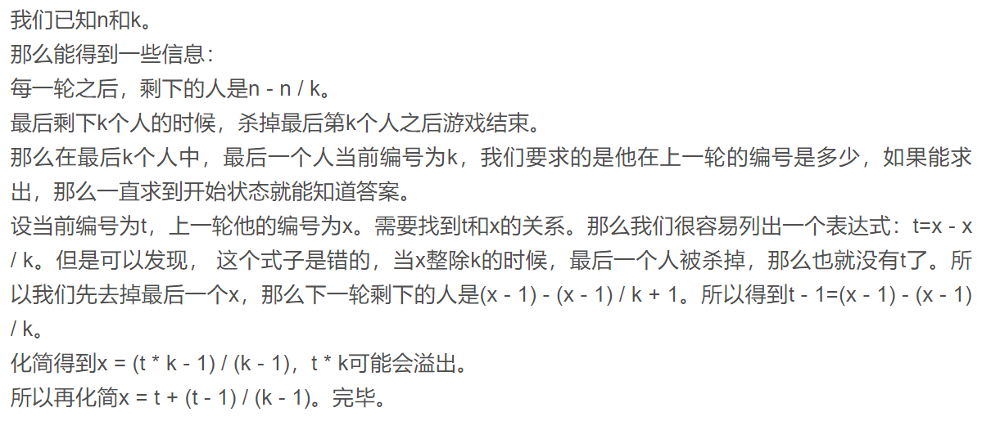 我们已知n和k。
那么能得到一些信息：
每一轮之后，剩下的人是n - n / k。
最后剩下k个人的时候，杀掉最后第k个人之后游戏结束。
那么在最后k个人中，最后一个人当前编号为k，我们要求的是他在上一轮的编号是多少，如果能求
出，那么一直求到开始状态就能知道答案。
设当前编号为t，上一轮他的编号为x。需要找到t和x的关系。那么我们很容易列出一个表达式：t=x - x
/ k。但是可以发现， 这个式子是错的，当x整除k的时候，最后一个人被杀掉，那么也就没有t了。所
以我们先去掉最后一个x，那么下一轮剩下的人是(x - 1) - (x - 1) / k + 1。所以得到t - 1=(x - 1) - (x - 1)
/ k。
化简得到x = (t * k - 1) / (k - 1)，t * k可能会溢出。
所以再化简x = t + (t - 1) / (k - 1)。完毕。